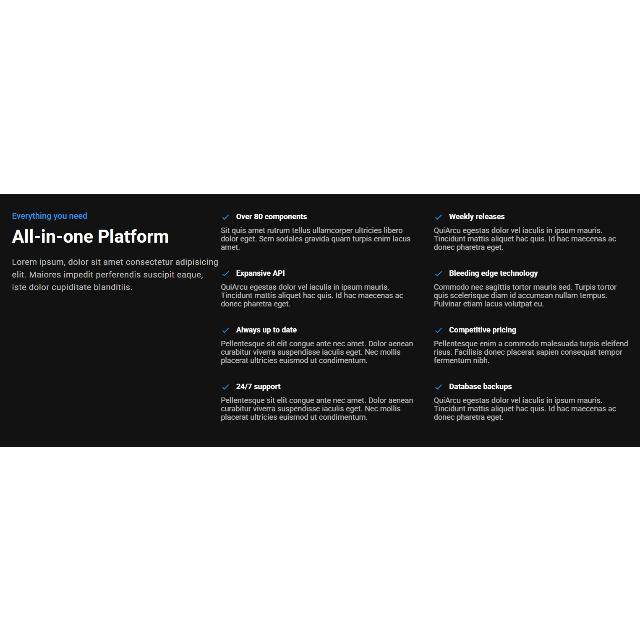 Everything you need
All-in-one Platform
Lorem ipsum, dolor sit amet consectetur adipisicing
elit. Maiores impedit perferendis suscipit eaque,
iste dolor cupiditate blanditiis.
Over 80 components
Sit quis amet rutrum tellus ullamcorper ultricies libero
dolor eget. Sem sodales gravida quam turpis enim lacus
amet.
Expansive API
QuiArcu egestas dolor vel iaculis in ipsum mauris.
Tincidunt mattis aliquet hac quis. Id hac maecenas ac
donec pharetra eget.
Always up to date
Pellentesque sit elit congue ante nec amet. Dolor aenean
curabitur viverra suspendisse iaculis eget. Nec mollis
placerat ultricies euismod ut condimentum.
24/7 support
Pellentesque sit elit congue ante nec amet. Dolor aenean
curabitur viverra suspendisse iaculis eget. Nec mollis
placerat ultricies euismod ut condimentum.
Weekly releases
QuiArcu egestas dolor vel iaculis in ipsum mauris.
Tincidunt mattis aliquet hac quis. Id hac maecenas ac
donec pharetra eget.
Bleeding edge technology
Commodo nec sagittis tortor mauris sed. Turpis tortor
quis scelerisque diam id accumsan nullam tempus.
Pulvinar etiam lacus volutpat eu.
Competitive pricing
Pellentesque enim a commodo malesuada turpis eleifend
risus. Facilisis donec placerat sapien consequat tempor
fermentum nibh.
Database backups
QuiArcu egestas dolor vel iaculis in ipsum mauris.
Tincidunt mattis aliquet hac quis. Id hac maecenas ac
donec pharetra eget.